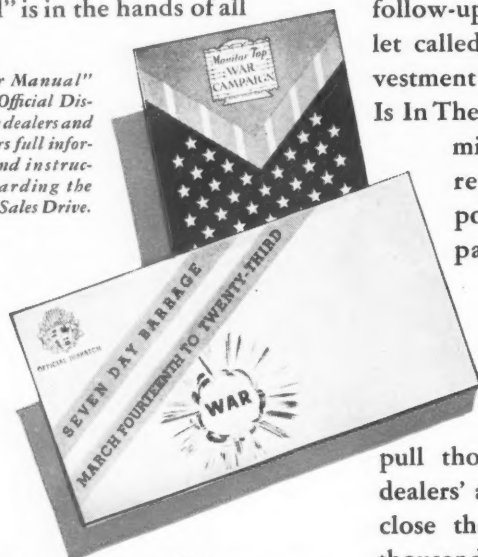 " is in the hands of all
r Manual"
Official Dis-
dealers and
rs full infor-
nd instruc-
arding the
Sales Drive.
Monitor Top
WAR
CAMPAIGN
OFFICIAL DISPATCH
SEVEN DAY BARRAGE
MARCH FOURTEENTH TO TWENTY-THIRD
WAR
follow-up
let called
vestment
Is In The
mi
re
po
pa
pull tho
dealers' a
close the
thousand